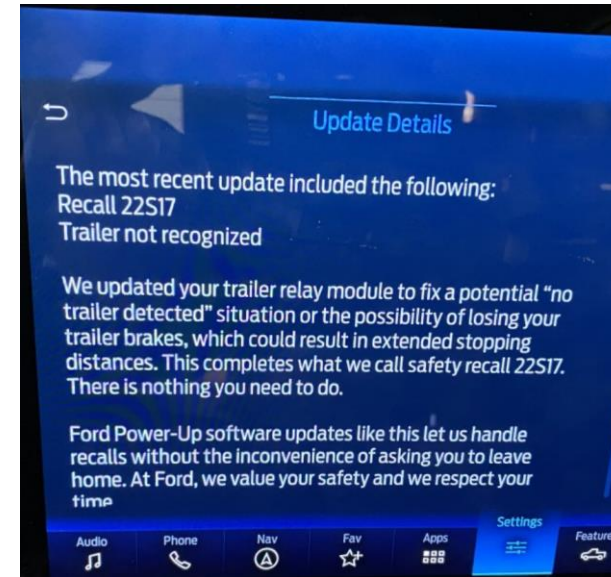 Update Details
The most recent update included the following:
Recall 22S17
Trailer not recognized
We updated your trailer relay module to fix a potential “no
trailer detected” situation or the possibility of losing your
trailer brakes, which could result in extended stopping
distances. This completes what we call safety recall 22S17.
There is nothing you need to do.
Ford Power-Up software updates like this let us handle
recalls without the inconvenience of asking you to leave
home. At Ford, we value your safety and we respect your
time
Audio Phone Nav Fav Apps Settings Feature